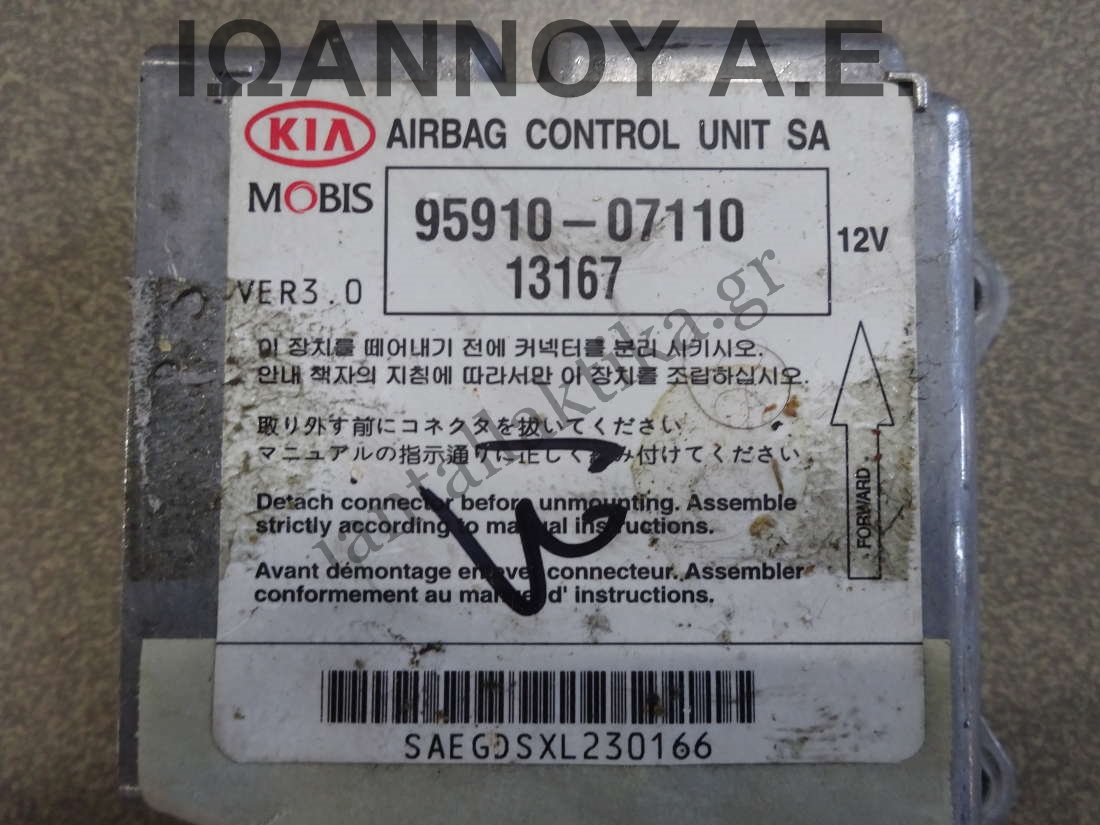 ΙΩΑΝΝΟΥ Α.Ε
KIA AIRBAG CONTROL UNIT SA
MOBIS
95910-07110
13167
12V
VER3.0
이 장치를 떼어내기 전에 커넥터를 분리 시키시오.
안내 책자의 지침에 따라서만 이 장치를 조립하십시오.
取り外す前にコネクタを抜いてください
マニュアルの指示通りに正しく組み付けてください
Detach connector before unmounting. Assemble
strictly according to manual instructions.
Avant démontage enlever connecteur. Assembler
conformement au manuel d' instructions.
FORWARD
SAEGDSXL230166
antallaktika.gr